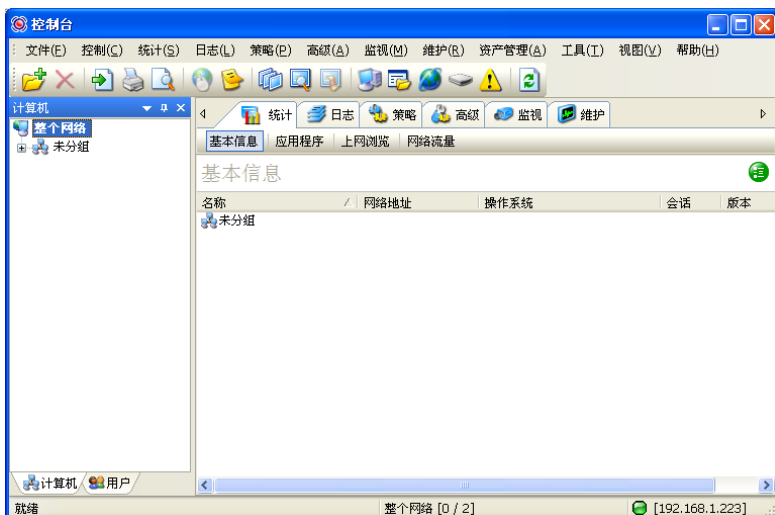 控制台
文件(F) 控制(C) 统计(S) 日志(L) 策略(P) 高级(A) 监视(M) 维护(R) 资产管理(A) 工具(T) 视图(V) 帮助(H)
计算机
统计 日志 策略 高级 监视 维护
整个网络
未分组
基本信息 应用程序 上网浏览 网络流量
基本信息
名称 网络地址 操作系统 会话 版本
未分组
计算机 用户
就绪 整个网络 [0 / 2] [192.168.1.223]